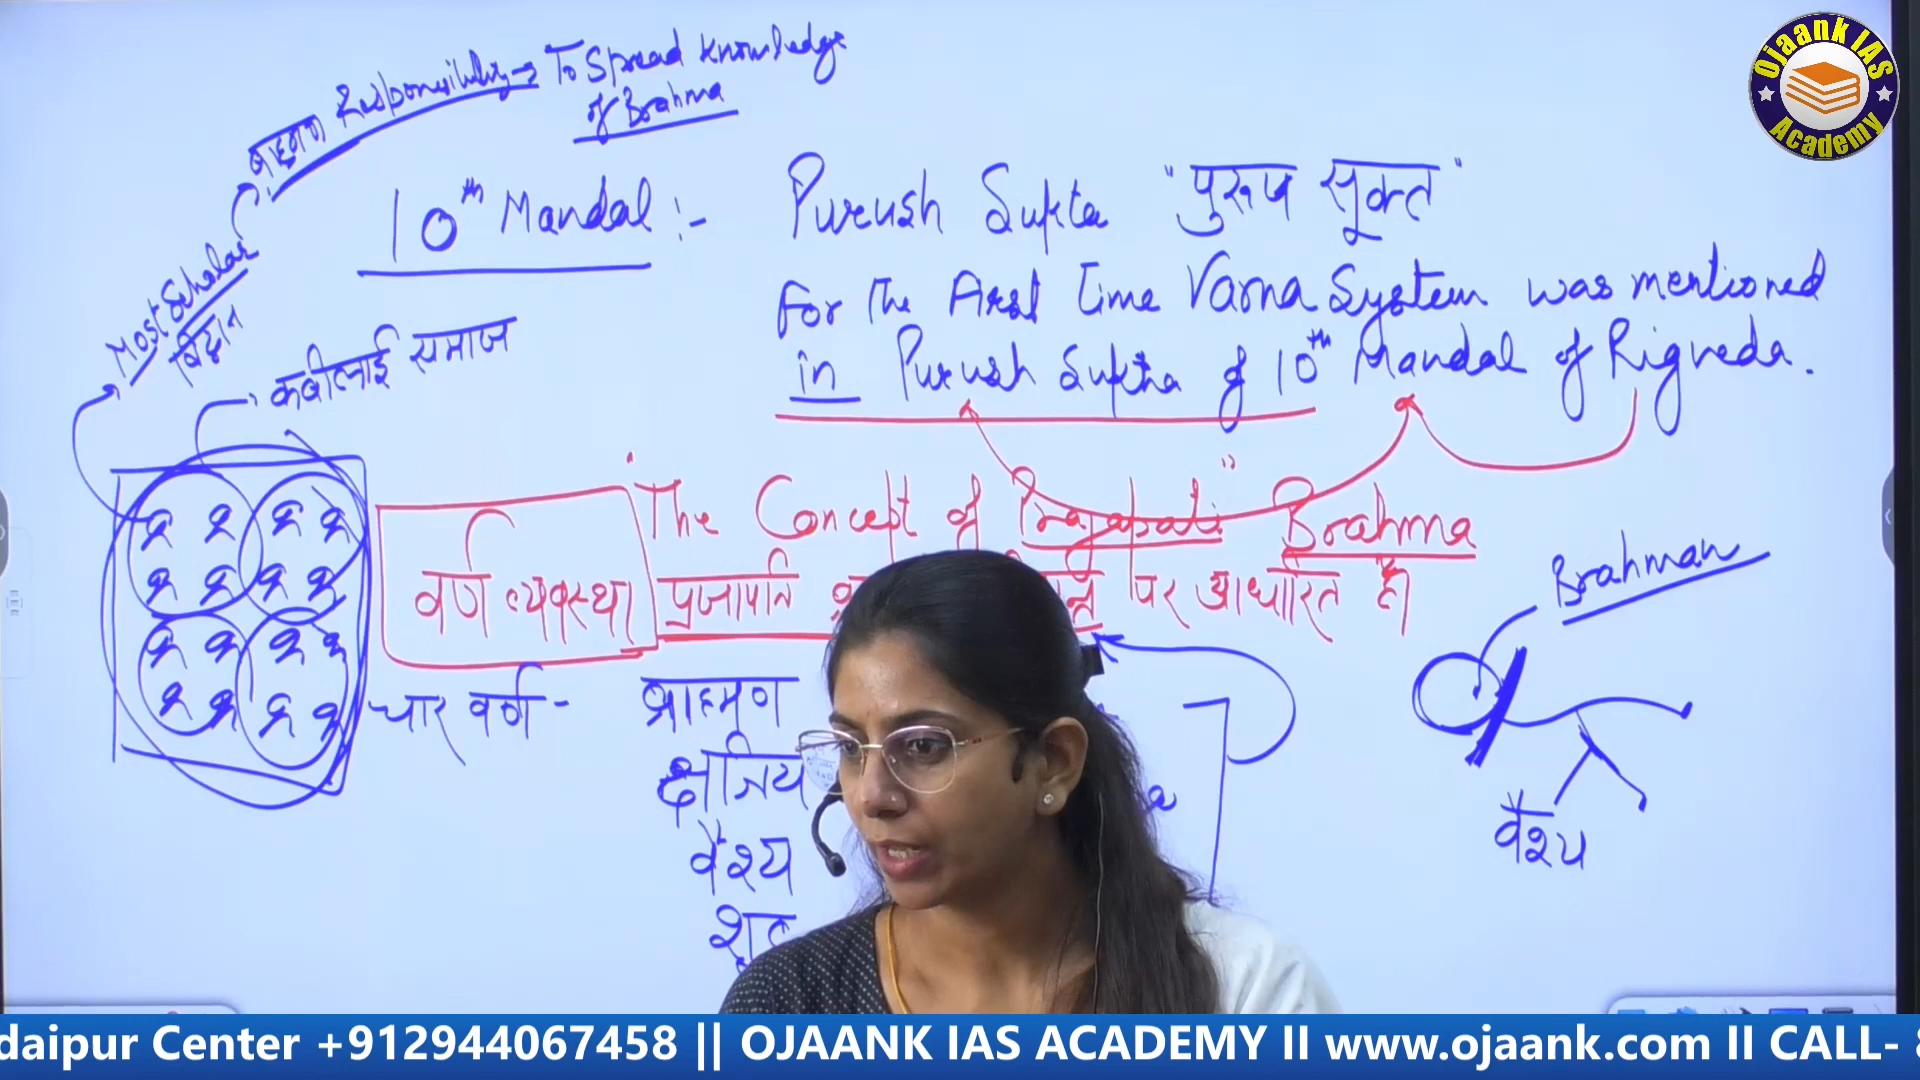 ब्राह्मण Responsibility → To Spread Knowledge
of Brahma
Most Scholar
विद्वान
कबीलाई समाज
10th Mandal :- Purush Sukta "पुरुष सूक्त"
For the First Time Varna System was mentioned
in Purush Sukta of 10th Mandal of Rigveda.
वर्ण व्यवस्था
"The Concept of Prajapati" Brahma
प्रजापति पर आधारित है।
चार वर्ण - ब्राह्मण
क्षत्रिय
वैश्य
शूद्र
Brahman
वैश्य
Ojaank IAS
Academy
daipur Center +912944067458 || OJAANK IAS ACADEMY II www.ojaank.com II CALL-